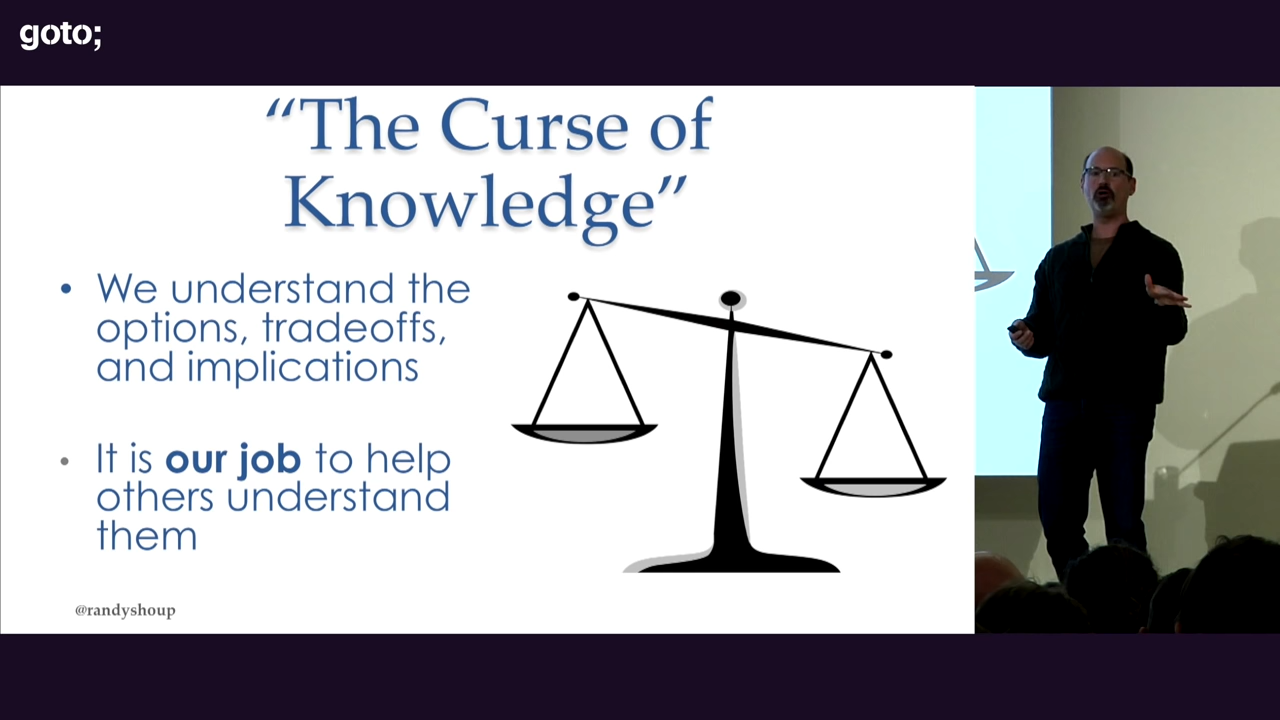 goto;
“The Curse of
Knowledge”
• We understand the
options, tradeoffs,
and implications
• It is our job to help
others understand
them
@randyshoup